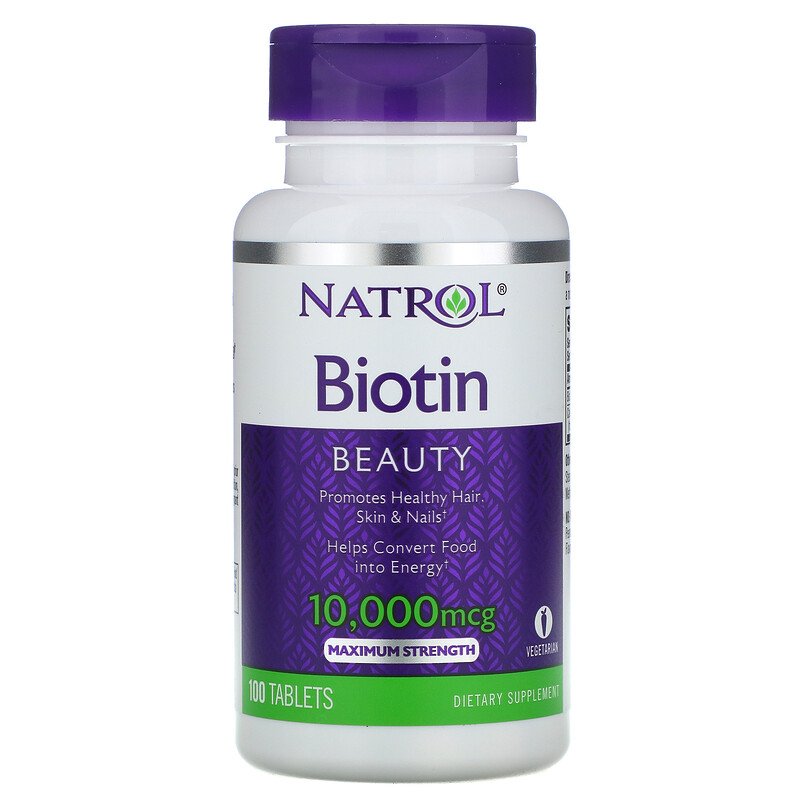 NATROL®
Biotin
BEAUTY
Promotes Healthy Hair,
Skin & Nails‡
Helps Convert Food
into Energy‡
10,000mcg
MAXIMUM STRENGTH
VEGETARIAN
100 TABLETS
DIETARY SUPPLEMENT